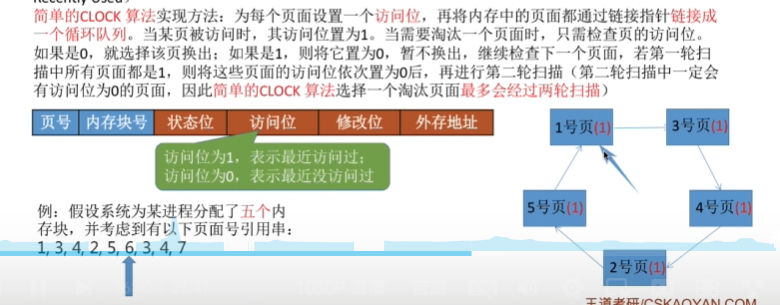 简单的CLOCK 算法实现方法：为每个页面设置一个访问位，再将内存中的页面都通过链接指针链接成
一个循环队列。当某页被访问时，其访问位置为1。当需要淘汰一个页面时，只需检查页的访问位。
如果是0，就选择该页换出；如果是1，则将它置为0，暂不换出，继续检查下一个页面，若第一轮扫
描中所有页面都是1，则将这些页面的访问位依次置为0后，再进行第二轮扫描（第二轮扫描中一定会
有访问位为0的页面，因此简单的CLOCK 算法选择一个淘汰页面最多会经过两轮扫描）
页号 内存块号 状态位 访问位 修改位 外存地址
访问位为1，表示最近访问过；
访问位为0，表示最近没访问过
1号页(1)
3号页(1)
5号页(1)
4号页(1)
2号页(1)
例：假设系统为某进程分配了五个内
存块，并考虑到有以下页面号引用串：
1, 3, 4, 2, 5, 6, 3, 4, 7
王道考研/CSKAOYAN.COM